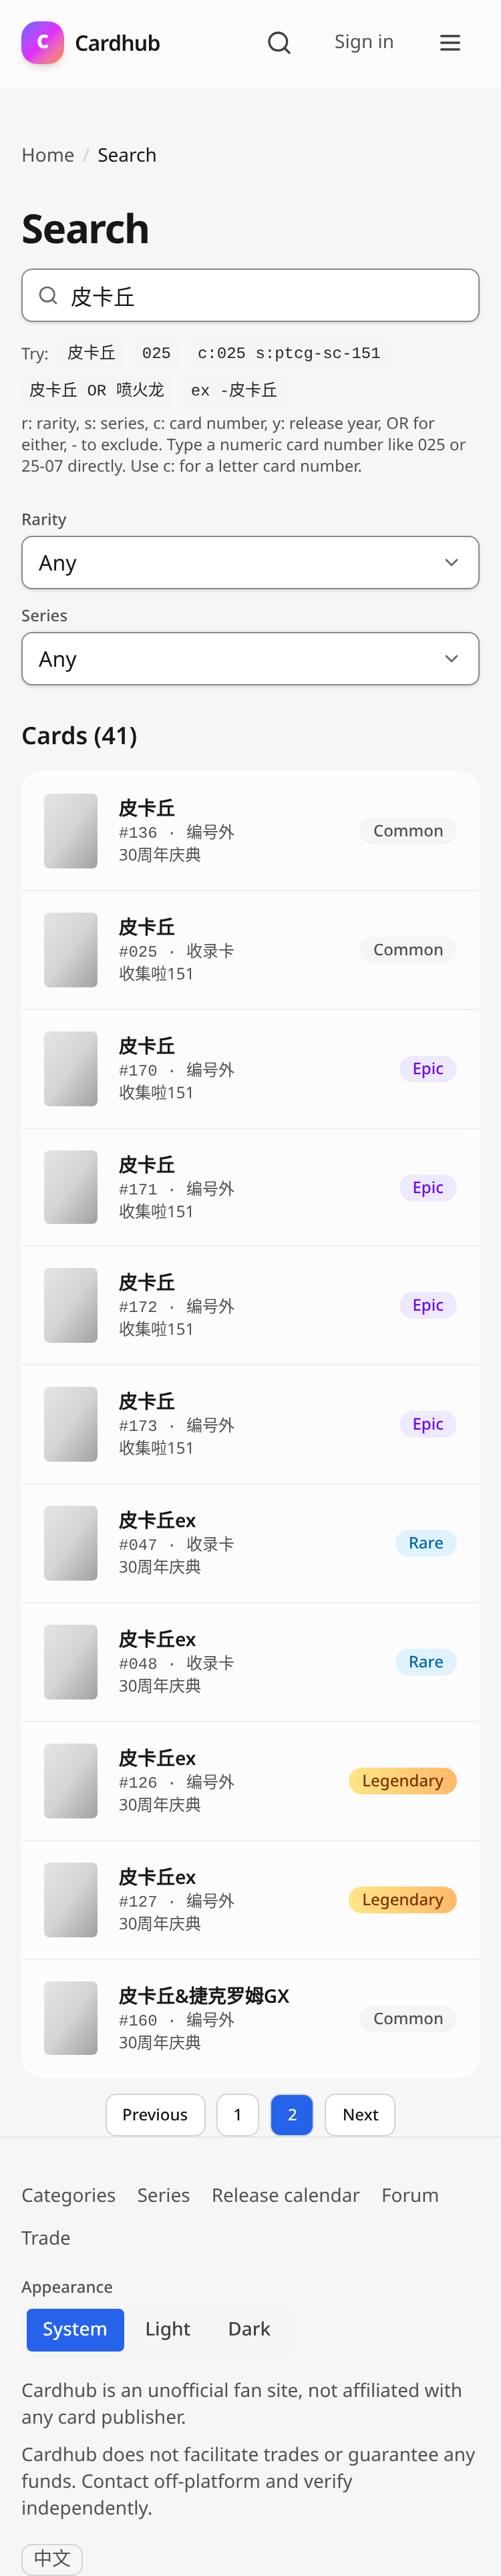 C Cardhub Sign in
Home / Search
Search
皮卡丘
Try: 皮卡丘 025 c:025 s:ptcg-sc-151
皮卡丘 OR 喷火龙 ex -皮卡丘
r: rarity, s: series, c: card number, y: release year, OR for
either, - to exclude. Type a numeric card number like 025 or
25-07 directly. Use c: for a letter card number.
Rarity
Any
Series
Any
Cards (41)
皮卡丘
#136 · 编号外
30周年庆典
Common
皮卡丘
#025 · 收录卡
收集啦151
Common
皮卡丘
#170 · 编号外
收集啦151
Epic
皮卡丘
#171 · 编号外
收集啦151
Epic
皮卡丘
#172 · 编号外
收集啦151
Epic
皮卡丘
#173 · 编号外
收集啦151
Epic
皮卡丘ex
#047 · 收录卡
30周年庆典
Rare
皮卡丘ex
#048 · 收录卡
30周年庆典
Rare
皮卡丘ex
#126 · 编号外
30周年庆典
Legendary
皮卡丘ex
#127 · 编号外
30周年庆典
Legendary
皮卡丘&捷克罗姆GX
#160 · 编号外
30周年庆典
Common
Previous 1 2 Next
Categories Series Release calendar Forum
Trade
Appearance
System Light Dark
Cardhub is an unofficial fan site, not affiliated with
any card publisher.
Cardhub does not facilitate trades or guarantee any
funds. Contact off-platform and verify
independently.
中文